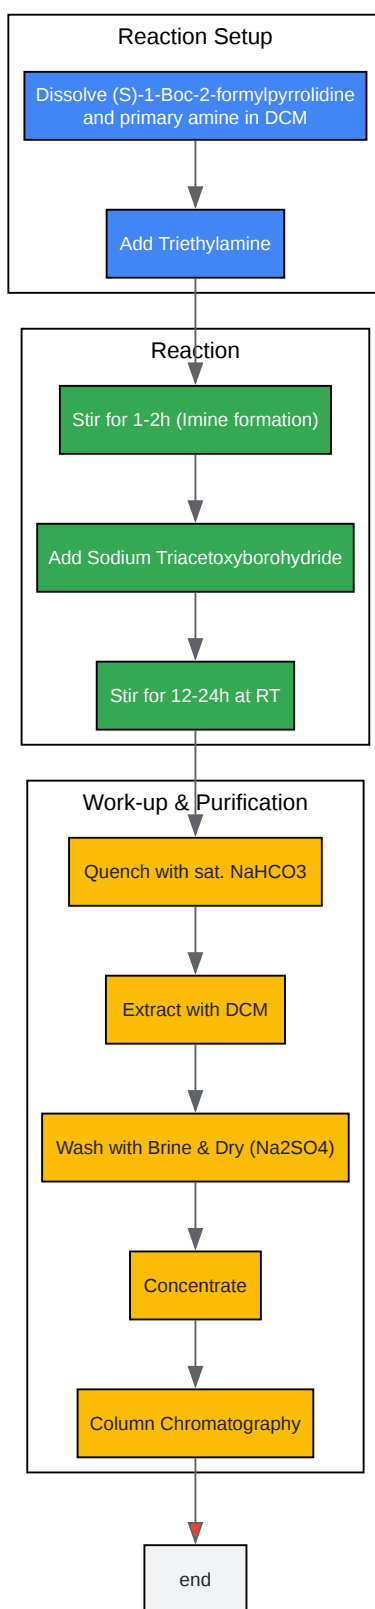 Reaction Setup
Dissolve (S)-1-Boc-2-formylpyrrolidine
and primary amine in DCM
Add Triethylamine
Reaction
Stir for 1-2h (Imine formation)
Add Sodium Triacetoxyborohydride
Stir for 12-24h at RT
Work-up & Purification
Quench with sat. NaHCO3
Extract with DCM
Wash with Brine & Dry (Na2SO4)
Concentrate
Column Chromatography
end